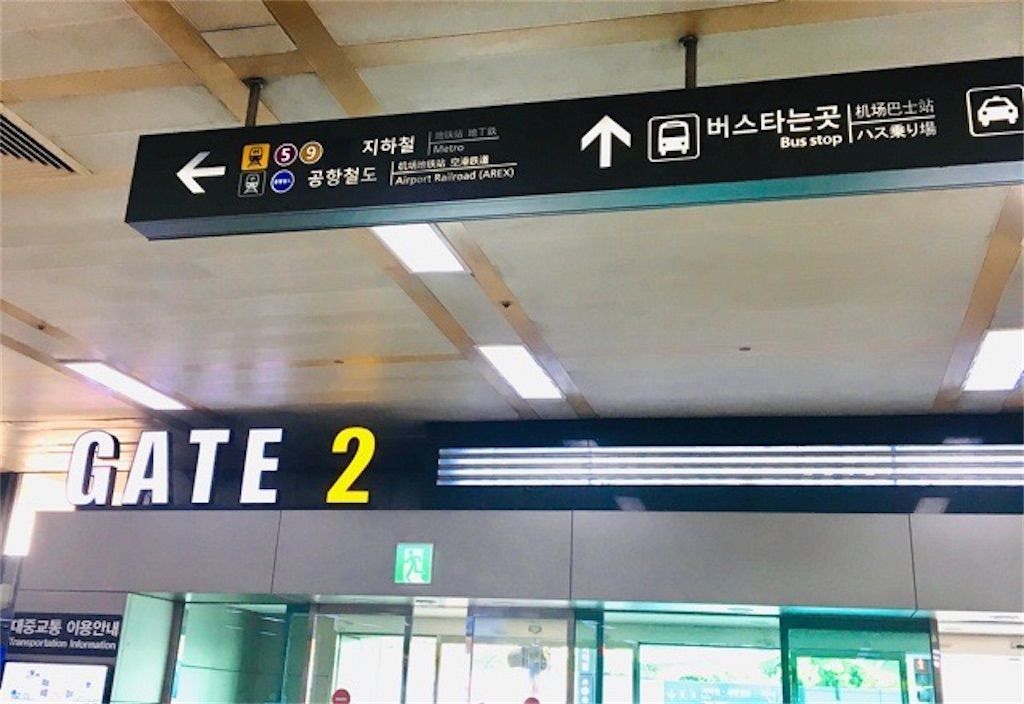 5 9 지하철
地铁站 地下鉄
Metro
공항철도
机场地铁站 空港鉄道
Airport Railroad (AREX)
버스타는곳
Bus stop
机场巴士站
バス乗り場
GATE 2
대중교통 이용안내
Transportation Information